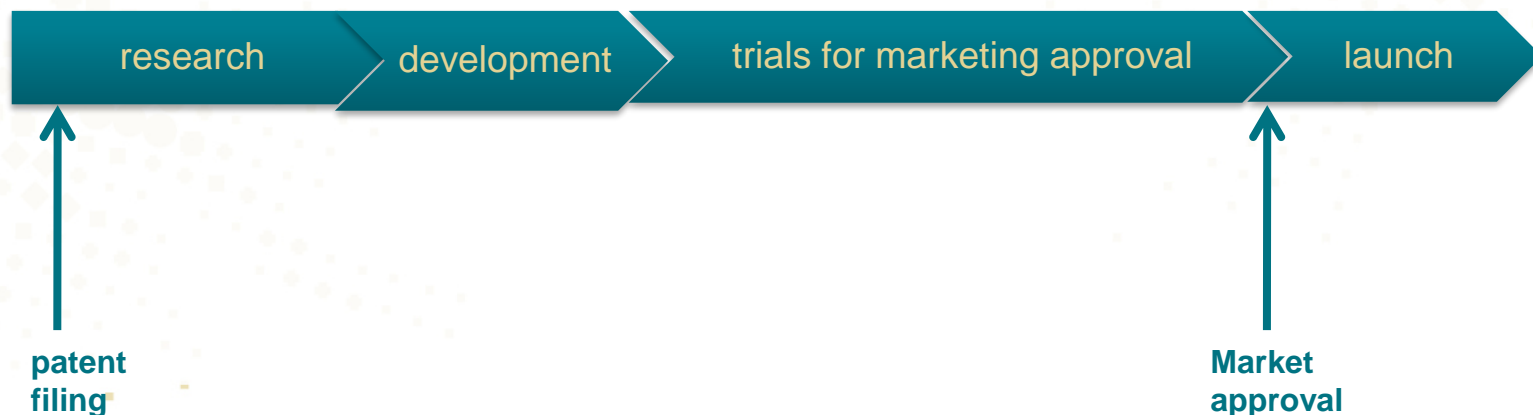 research
development
trials for marketing approval
launch
patent
filing
Market
approval